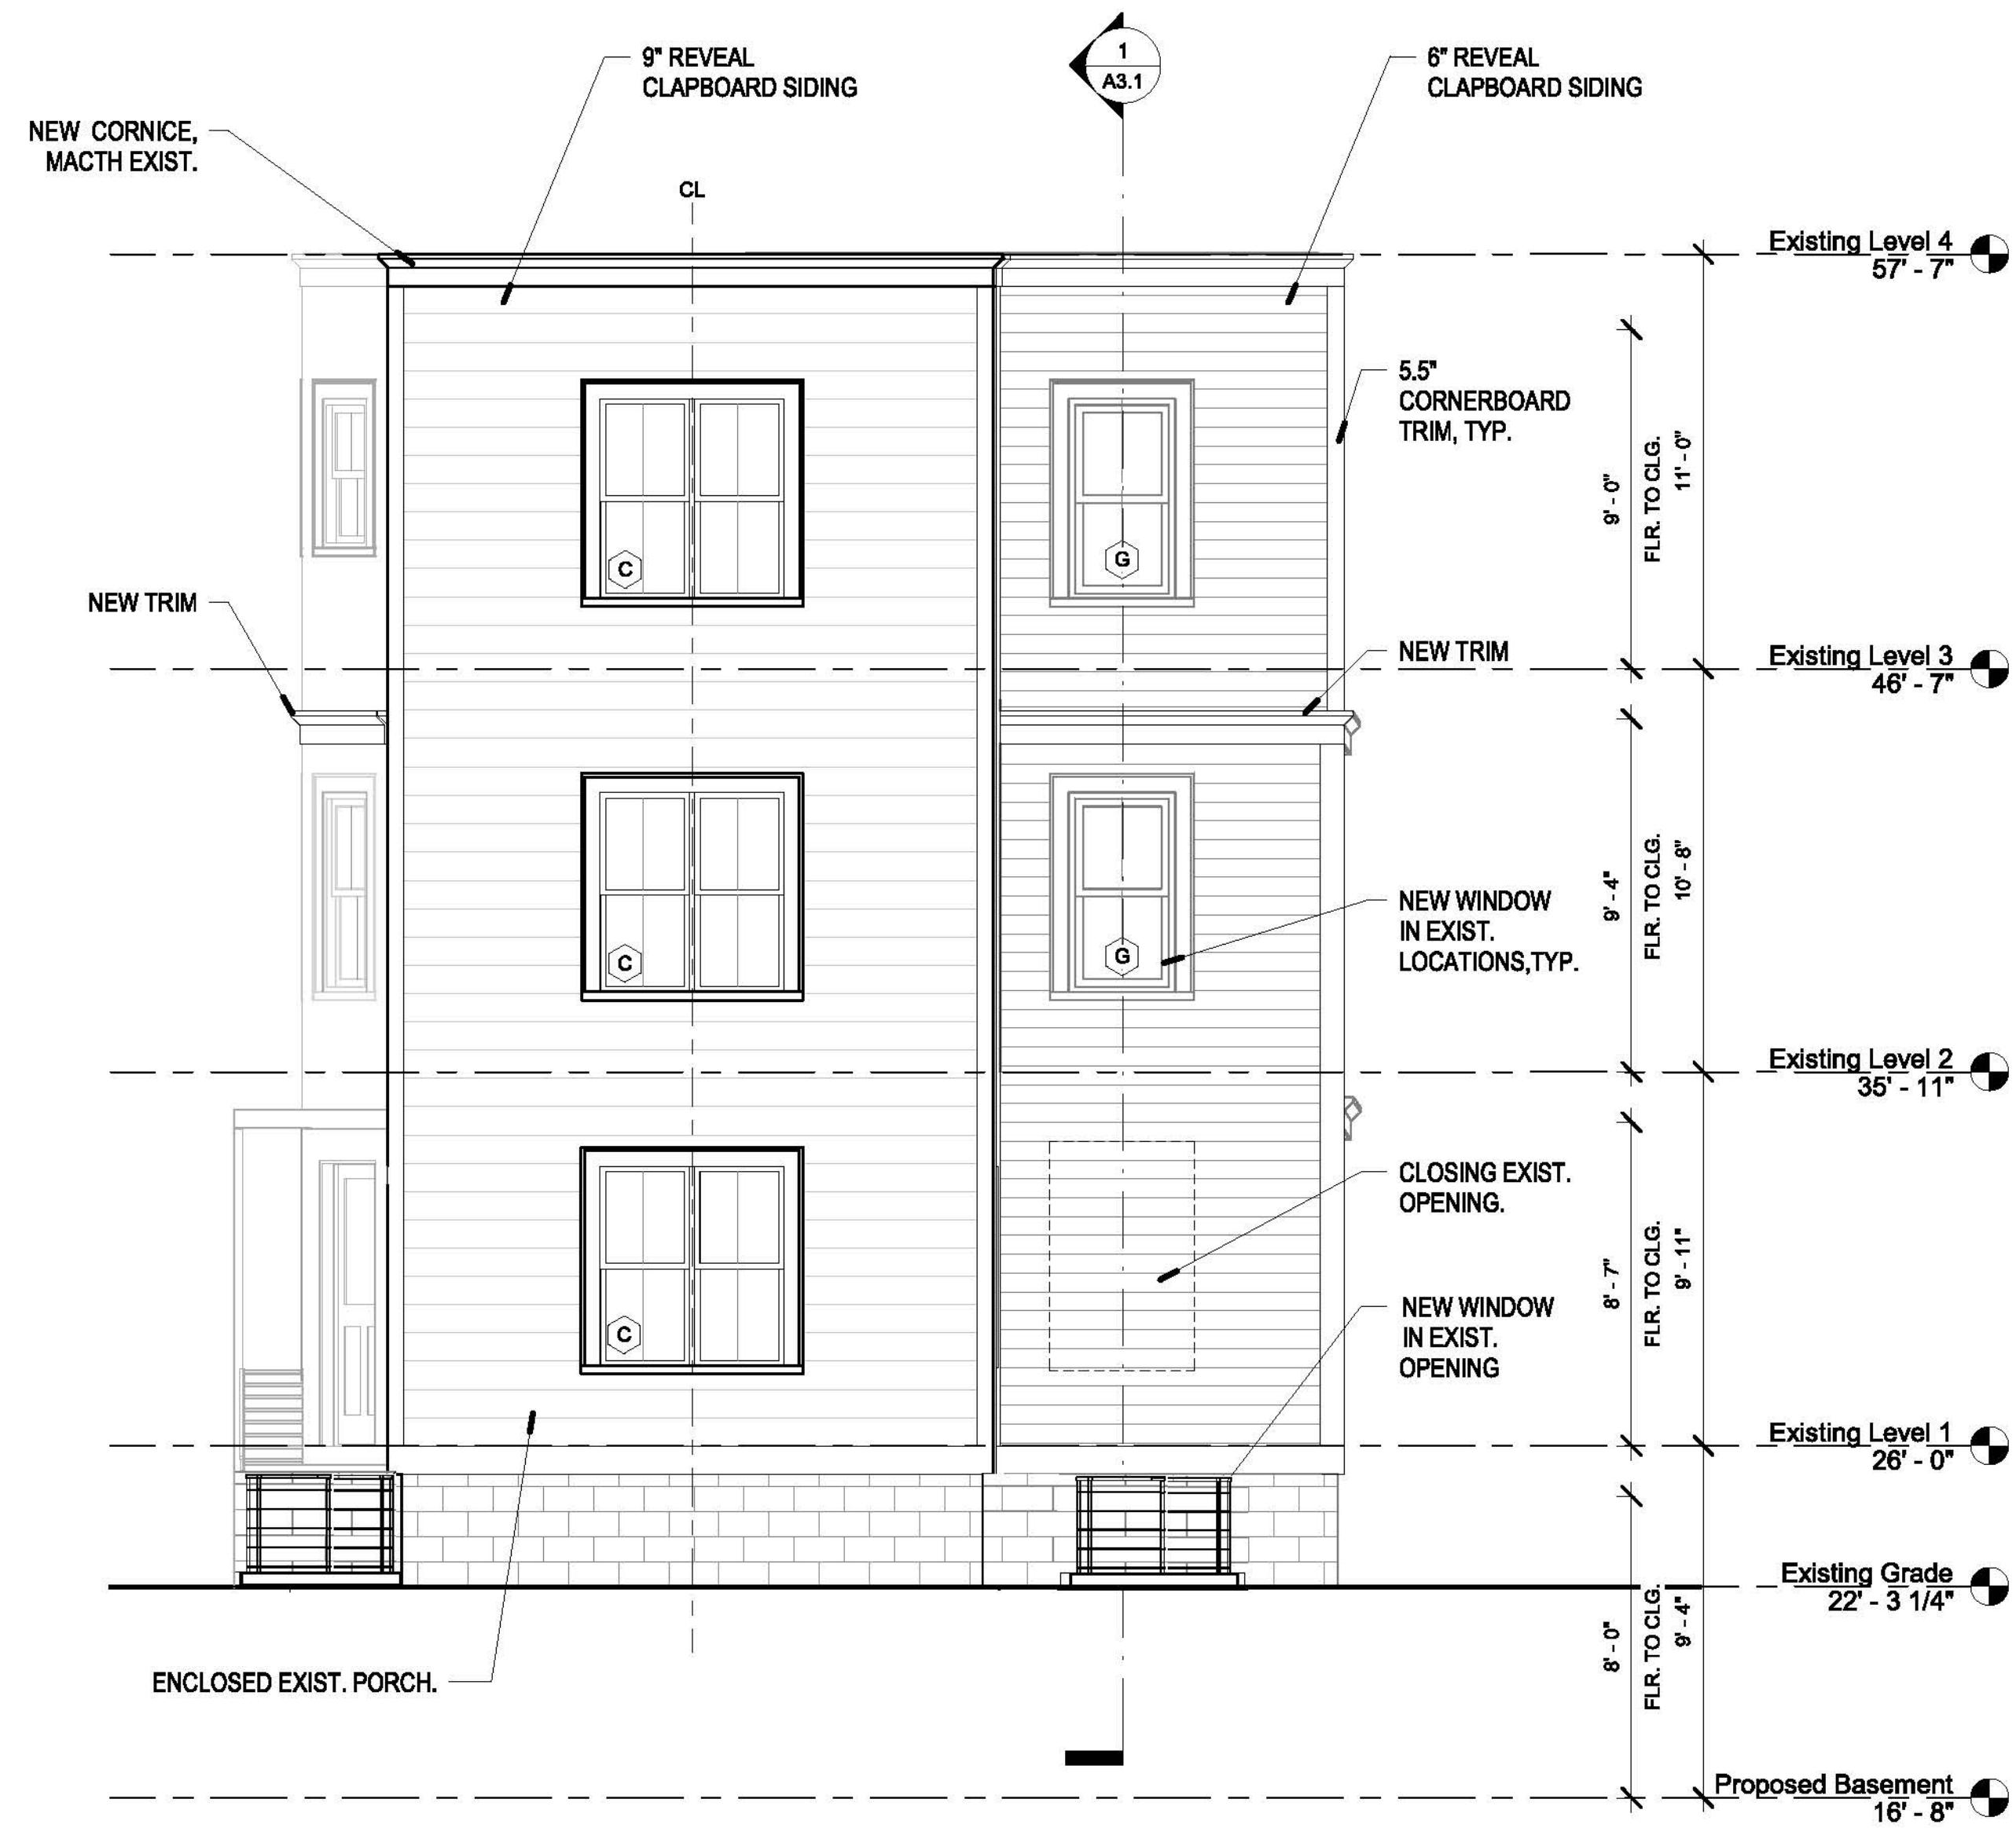 9" REVEAL
CLAPBOARD SIDING
1
A3.1
6" REVEAL
CLAPBOARD SIDING
NEW CORNICE,
MACTH EXIST.
CL
Existing Level 4
57' - 7"
5.5"
CORNERBOARD
TRIM, TYP.
9' - 0"
FLR. TO CLG.
11' - 0"
C
G
NEW TRIM
NEW TRIM
Existing Level 3
46' - 7"
NEW WINDOW
IN EXIST.
LOCATIONS,TYP.
9' - 4"
FLR. TO CLG.
10' - 8"
C
G
Existing Level 2
35' - 11"
CLOSING EXIST.
OPENING.
8' - 7"
FLR. TO CLG.
9' - 11"
NEW WINDOW
IN EXIST.
OPENING
C
Existing Level 1
26' - 0"
Existing Grade
22' - 3 1/4"
8' - 0"
FLR. TO CLG.
9' - 4"
ENCLOSED EXIST. PORCH.
Proposed Basement
16' - 8"